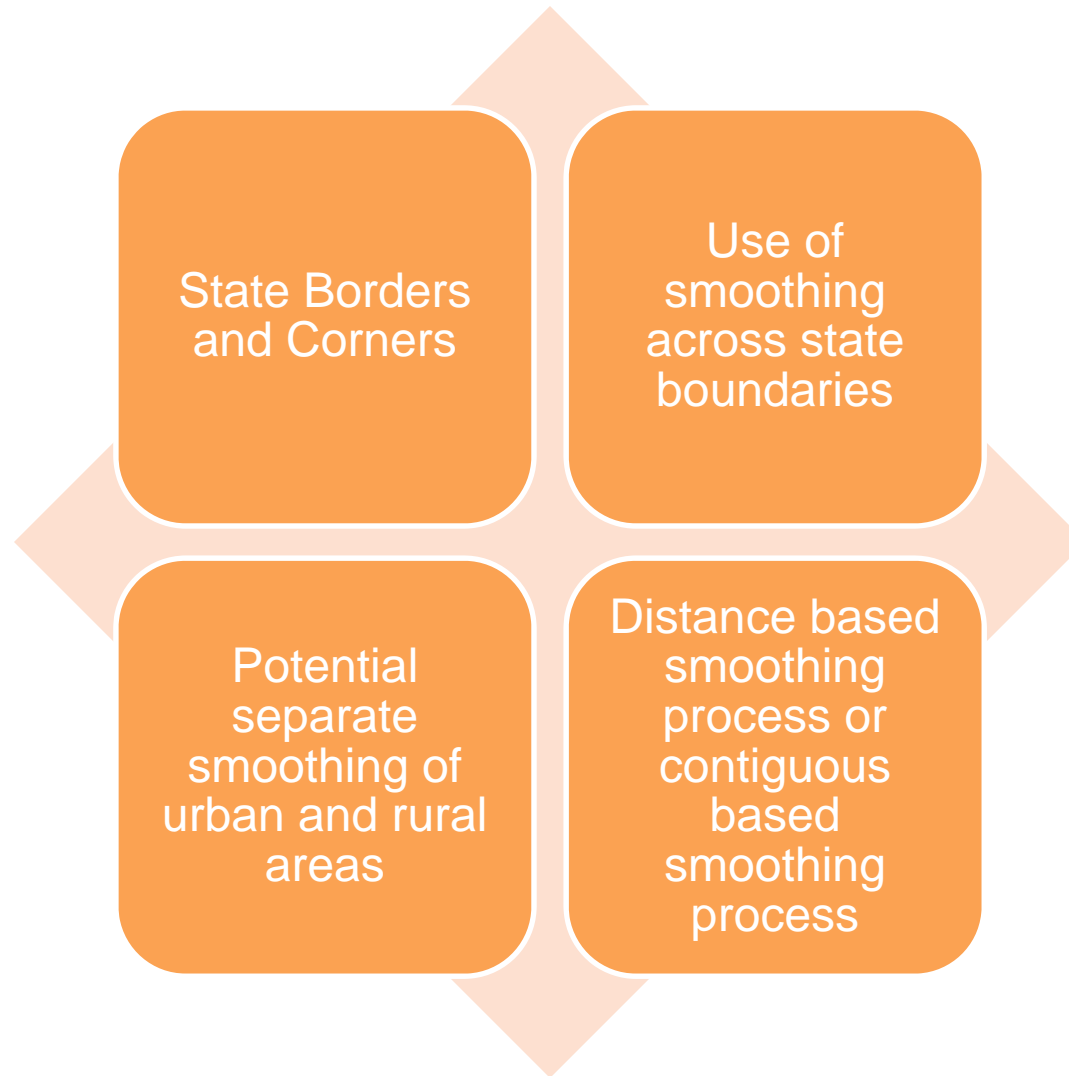 State Borders
and Corners
Use of
smoothing
across state
boundaries
Potential
separate
smoothing of
urban and rural
areas
Distance based
smoothing
process or
contiguous
based
smoothing
process